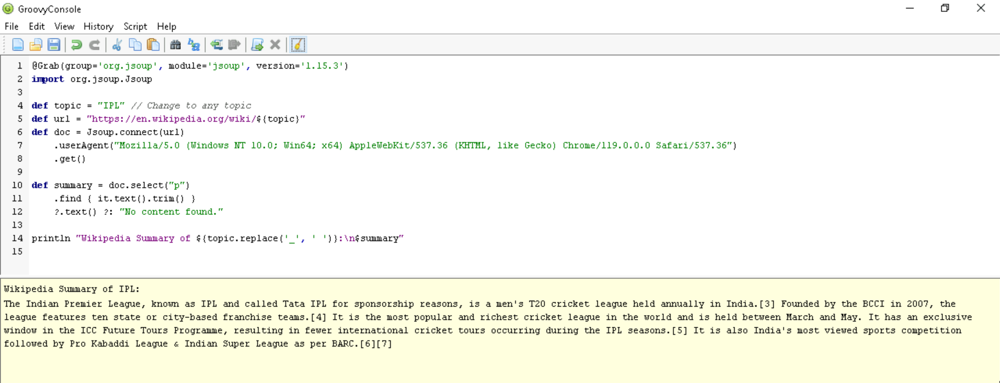 GroovyConsole
File Edit View History Script Help
1 @Grab(group='org.jsoup', module='jsoup', version='1.15.3')
2 import org.jsoup.Jsoup
3
4 def topic = "IPL" // Change to any topic
5 def url = "https://en.wikipedia.org/wiki/${topic}"
6 def doc = Jsoup.connect(url)
7     .userAgent("Mozilla/5.0 (Windows NT 10.0; Win64; x64) AppleWebKit/537.36 (KHTML, like Gecko) Chrome/119.0.0.0 Safari/537.36")
8     .get()
9
10 def summary = doc.select("p")
11     .find { it.text().trim() }
12     ?.text() ?: "No content found."
13
14 println "Wikipedia Summary of ${topic.replace('_', ' ')}:\n$summary"
15
Wikipedia Summary of IPL:
The Indian Premier League, known as IPL and called Tata IPL for sponsorship reasons, is a men's T20 cricket league held annually in India.[3] Founded by the BCCI in 2007, the
league features ten state or city-based franchise teams.[4] It is the most popular and richest cricket league in the world and is held between March and May. It has an exclusive
window in the ICC Future Tours Programme, resulting in fewer international cricket tours occurring during the IPL seasons.[5] It is also India's most viewed sports competition
followed by Pro Kabaddi League & Indian Super League as per BARC.[6][7]